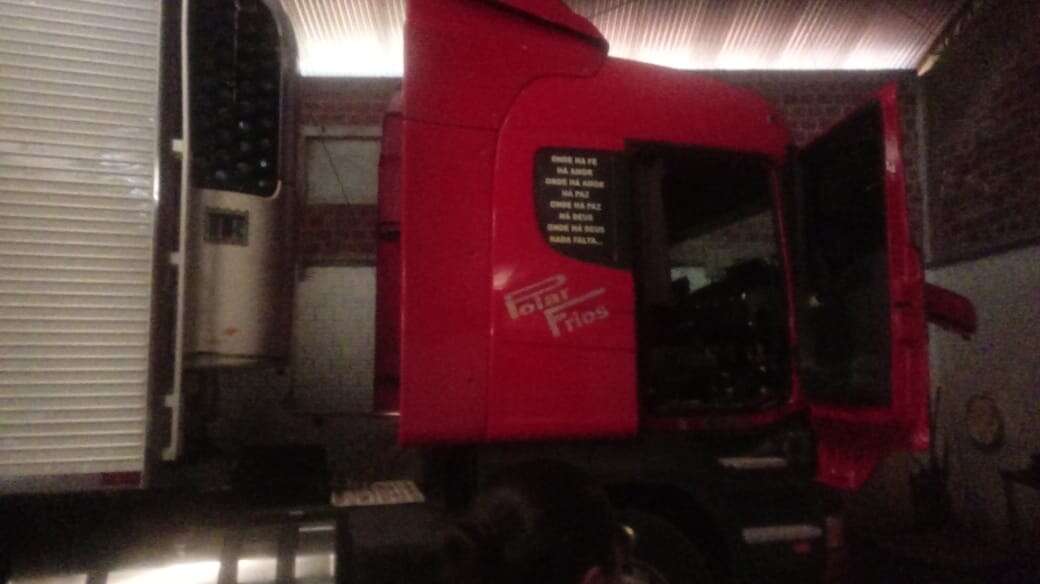 ONDE HA FÉ
HÁ AMOR
ONDE HÁ AMOR
HÁ PAZ
ONDE HÁ PAZ
HÁ DEUS
ONDE HÁ DEUS
NADA FALTA...
Polar
Frios